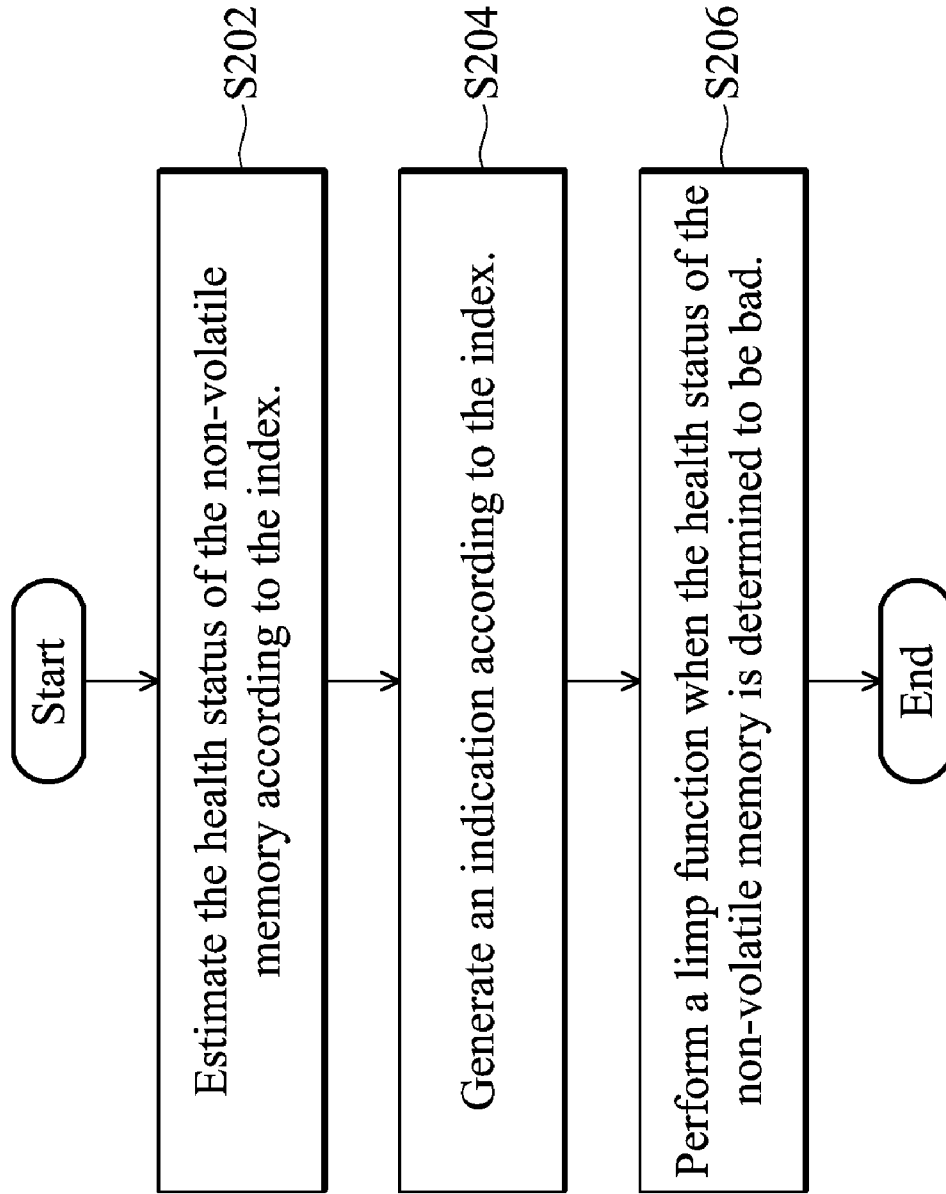 Start
Estimate the health status of the non-volatile
memory according to the index.
S202
Generate an indication according to the index.
S204
Perform a limp function when the health status of the
non-volatile memory is determined to be bad.
S206
End